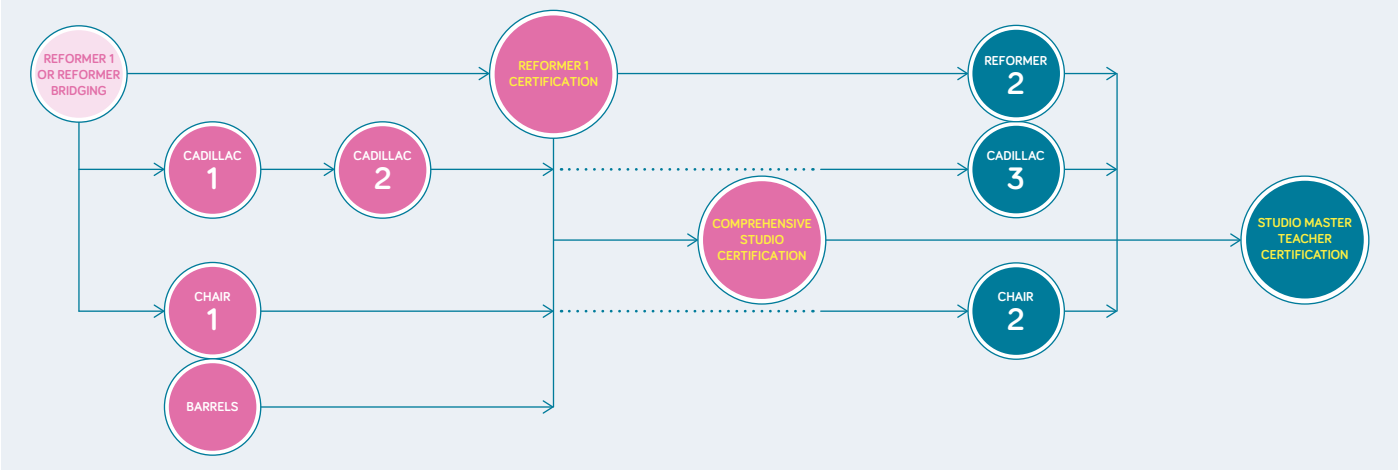 REFORMER 1
OR REFORMER
BRIDGING
REFORMER 1
CERTIFICATION
REFORMER
2
CADILLAC
1
CADILLAC
2
CADILLAC
3
COMPREHENSIVE
STUDIO
CERTIFICATION
STUDIO MASTER
TEACHER
CERTIFICATION
CHAIR
1
CHAIR
2
BARRELS